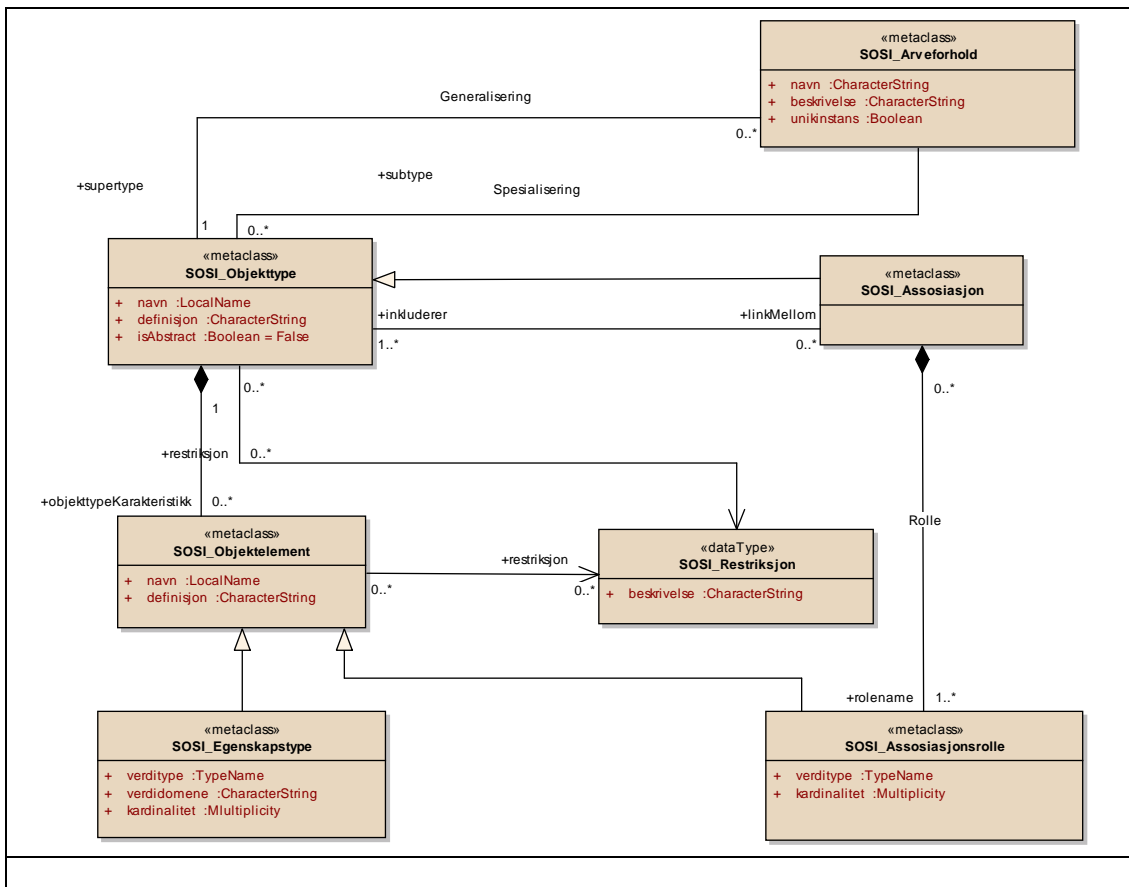 «metaclass»
SOSI_Arveforhold
+ navn :CharacterString
+ beskrivelse :CharacterString
+ unikinstans :Boolean
Generalisering
0..*
+supertype
+subtype
Spesialisering
1
0..*
«metaclass»
SOSI_Objekttype
+ navn :LocalName
+ definisjon :CharacterString
+ isAbstract :Boolean = False
«metaclass»
SOSI_Assosiasjon
+inkluderer
+linkMellom
1..*
0..*
0..*
1
0..*
+restriksjon
0..*
+objekttypeKarakteristikk
0..*
Rolle
«metaclass»
SOSI_Objektelement
+ navn :LocalName
+ definisjon :CharacterString
+restriksjon
0..*
0..*
«dataType»
SOSI_Restriksjon
+ beskrivelse :CharacterString
+rolename
1..*
«metaclass»
SOSI_Egenskapstype
+ verditype :TypeName
+ verdidomene :CharacterString
+ kardinalitet :Mlultiplicity
«metaclass»
SOSI_Assosiasjonsrolle
+ verditype :TypeName
+ kardinalitet :Multiplicity